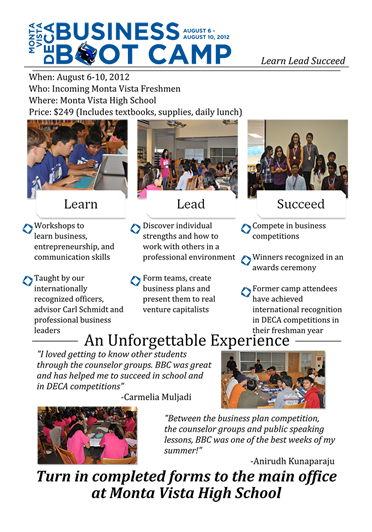 MONTA VISTA DECA BUSINESS BOOT CAMP
AUGUST 6 -
AUGUST 10, 2012
Learn Lead Succeed
When: August 6-10, 2012
Who: Incoming Monta Vista Freshmen
Where: Monta Vista High School
Price: $249 (Includes textbooks, supplies, daily lunch)
Learn
Workshops to
learn business,
entrepreneurship, and
communication skills
Taught by our
internationally
recognized officers,
advisor Carl Schmidt and
professional business
leaders
Lead
Discover individual
strengths and how to
work with others in a
professional environment
Form teams, create
business plans and
present them to real
venture capitalists
Succeed
Compete in business
competitions
Winners recognized in an
awards ceremony
Former camp attendees
have achieved
international recognition
in DECA competitions in
their freshman year
An Unforgettable Experience
"I loved getting to know other students
through the counselor groups. BBC was great
and has helped me to succeed in school and
in DECA competitions"
-Carmelia Muljadi
"Between the business plan competition,
the counselor groups and public speaking
lessons, BBC was one of the best weeks of my
summer!"
-Anirudh Kunaparaju
Turn in completed forms to the main office
at Monta Vista High School